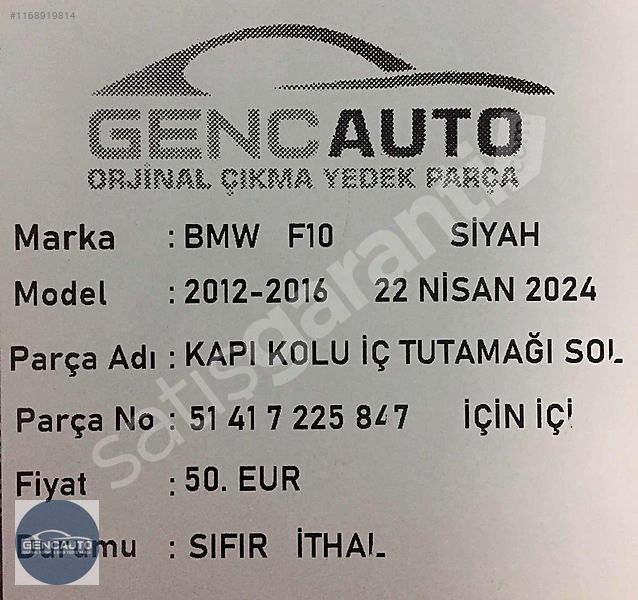 #1168919814
GENCAUTO
ORJİNAL ÇIKMA YEDEK PARÇA
Marka : BMW F10 SİYAH
Model : 2012-2016 22 NİSAN 2024
Parça Adı : KAPI KOLU İÇ TUTAMAĞI SOL
Parça No : 51 41 7 225 847 İÇİN İÇİ
Fiyat : 50. EUR
Durumu : SIFIR İTHAL
GENCAUTO
satışgaranti